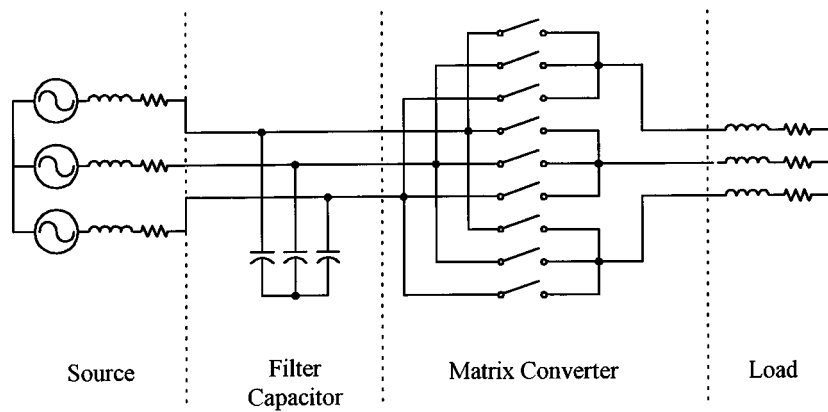 Source
Filter
Capacitor
Matrix Converter
Load